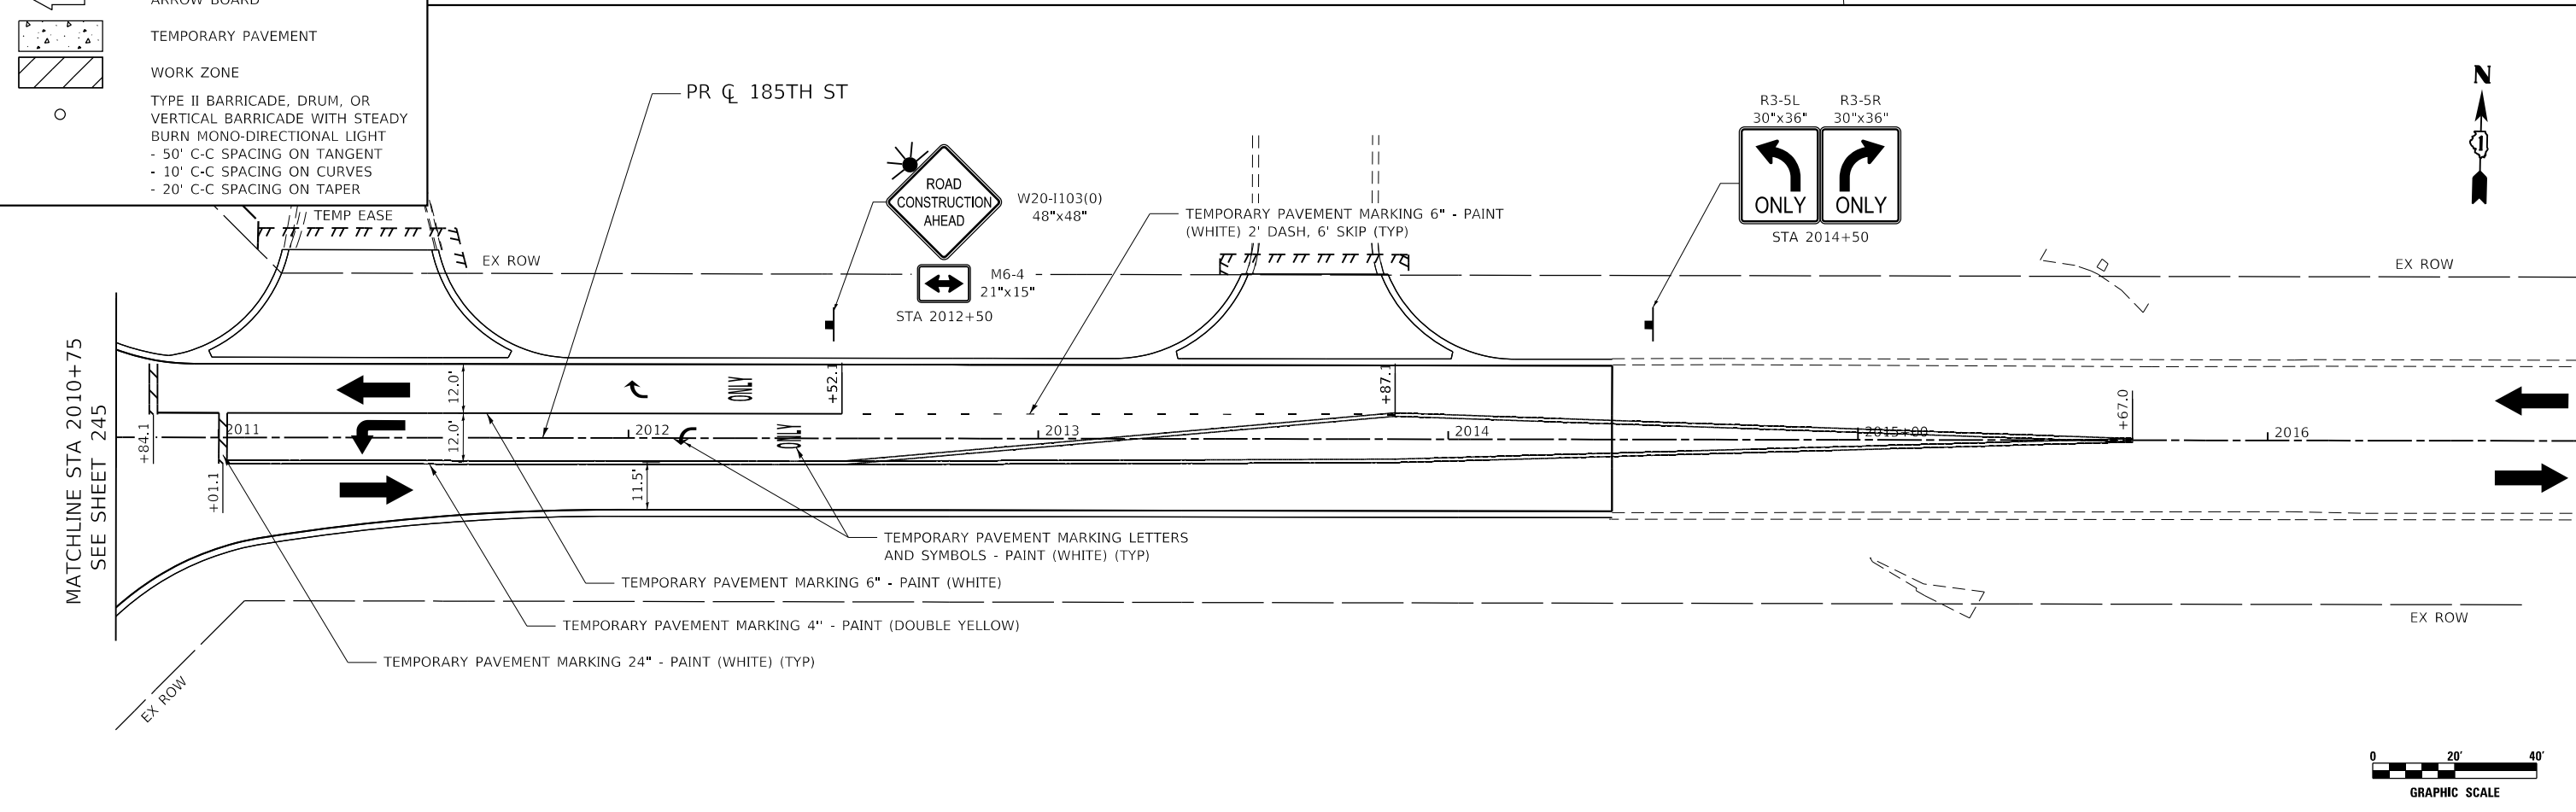 ARROW BOARD
TEMPORARY PAVEMENT
WORK ZONE
TYPE II BARRICADE, DRUM, OR
VERTICAL BARRICADE WITH STEADY
BURN MONO-DIRECTIONAL LIGHT
- 50' C-C SPACING ON TANGENT
- 10' C-C SPACING ON CURVES
- 20' C-C SPACING ON TAPER
PR ℄ 185TH ST
ROAD
CONSTRUCTION
AHEAD
W20-I103(0)
48"x48"
M6-4
21"x15"
STA 2012+50
TEMPORARY PAVEMENT MARKING 6" - PAINT
(WHITE) 2' DASH, 6' SKIP (TYP)
R3-5L
30"x36"
R3-5R
30"x36"
ONLY
ONLY
STA 2014+50
N
1
TEMP EASE
EX ROW
EX ROW
MATCHLINE STA 2010+75
SEE SHEET 245
+84.1
+01.1
12.0'
12.0'
11.5'
ONLY
ONLY
+52.1
+87.1
+67.0
2011
2012
2013
2014
2015+00
2016
TEMPORARY PAVEMENT MARKING LETTERS
AND SYMBOLS - PAINT (WHITE) (TYP)
TEMPORARY PAVEMENT MARKING 6" - PAINT (WHITE)
TEMPORARY PAVEMENT MARKING 4" - PAINT (DOUBLE YELLOW)
TEMPORARY PAVEMENT MARKING 24" - PAINT (WHITE) (TYP)
EX ROW
EX ROW
0 20' 40'
GRAPHIC SCALE